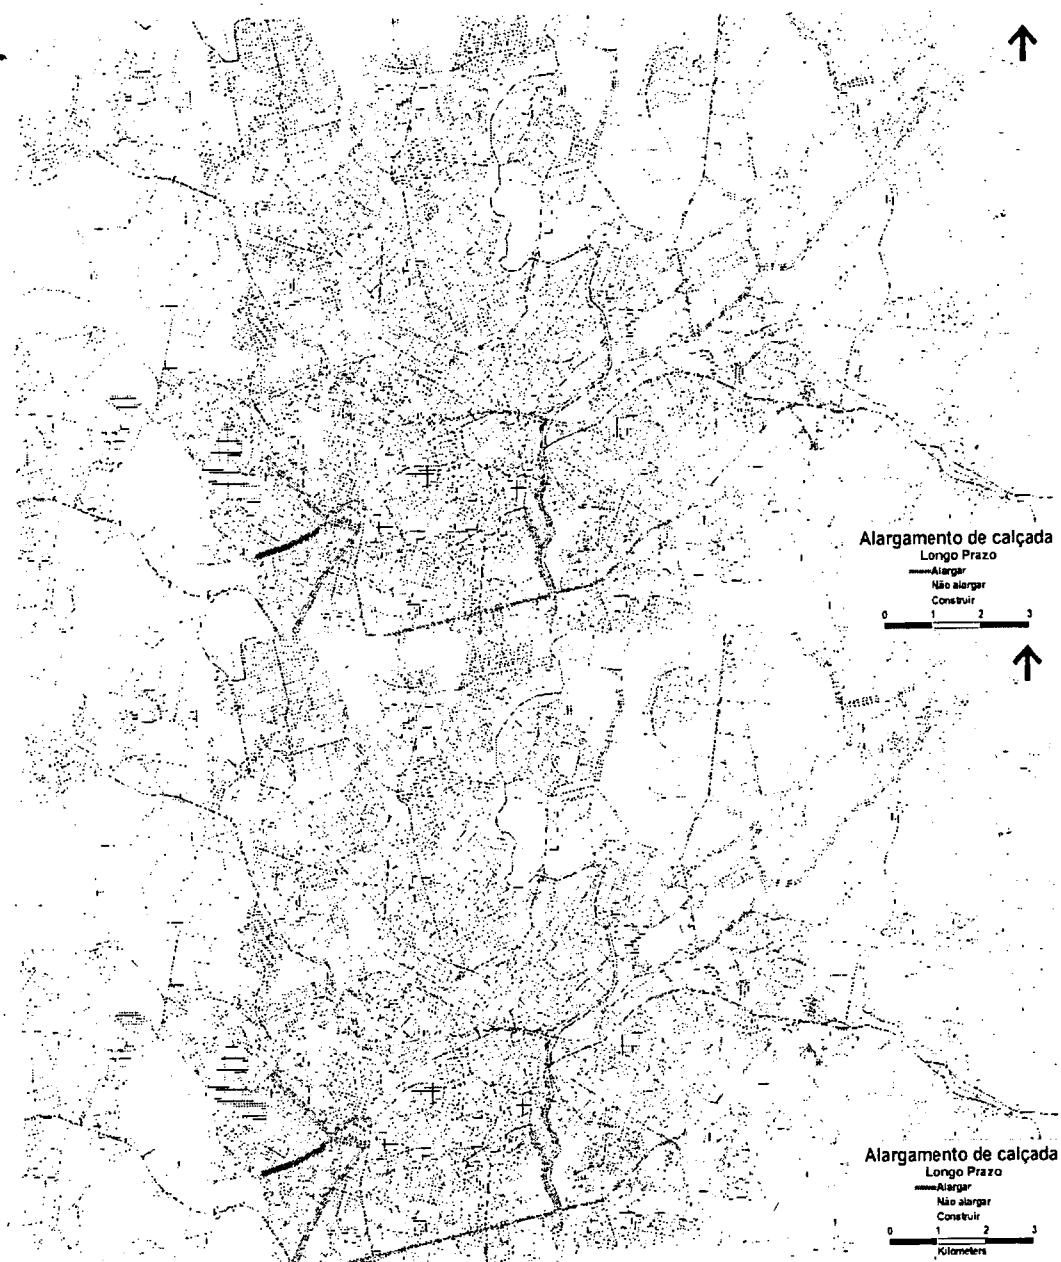 Alargamento de calçada
Longo Prazo
Alargar
Não alargar
Construir
0 1 2 3
Alargamento de calçada
Longo Prazo
Alargar
Não alargar
Construir
0 1 2 3
Kilometers